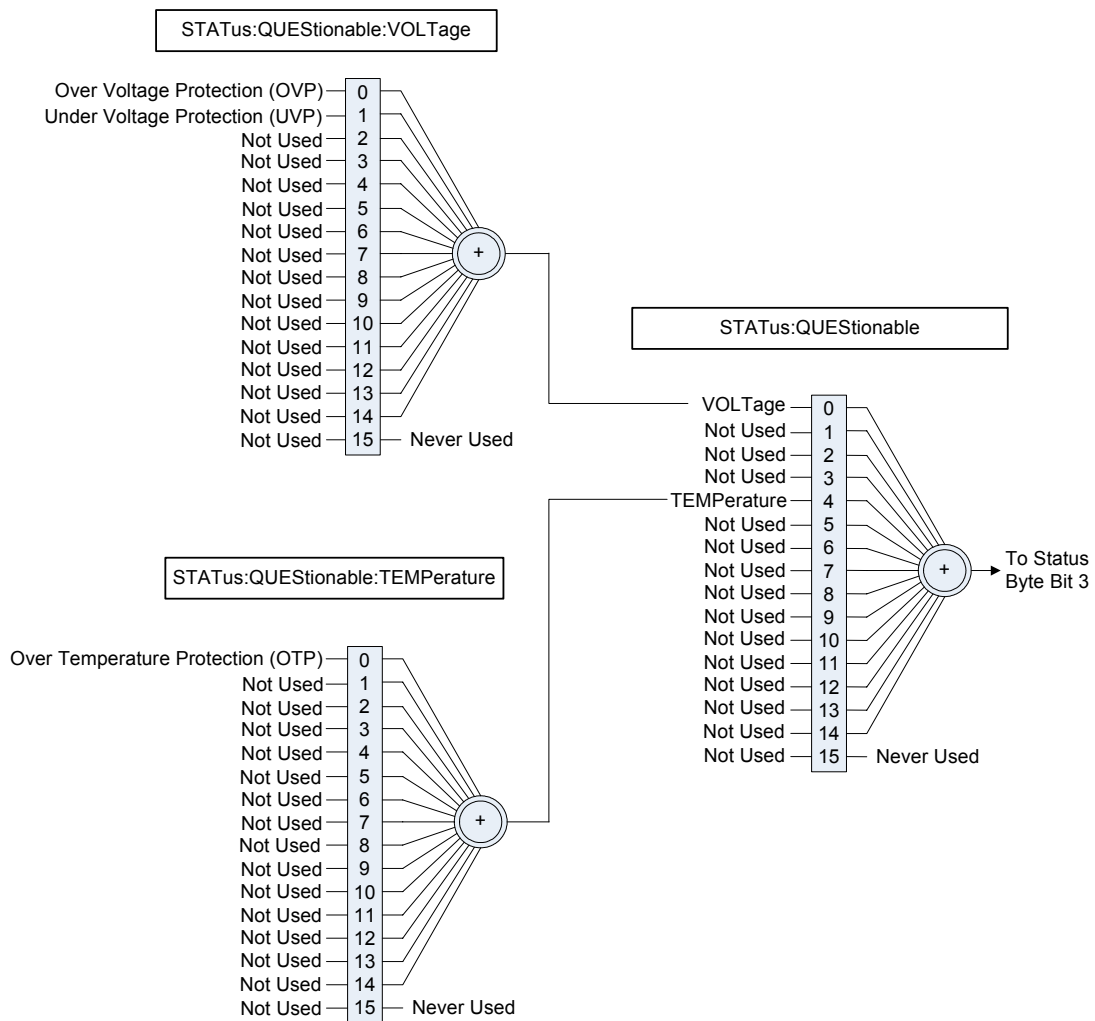 STATus:QUEStionable:VOLTage
Over Voltage Protection (OVP) 0
Under Voltage Protection (UVP) 1
Not Used 2
Not Used 3
Not Used 4
Not Used 5
Not Used 6
Not Used 7
Not Used 8
Not Used 9
Not Used 10
Not Used 11
Not Used 12
Not Used 13
Not Used 14
Not Used 15 Never Used
+
STATus:QUEStionable
VOLTage 0
Not Used 1
Not Used 2
Not Used 3
TEMPerature 4
Not Used 5
Not Used 6
Not Used 7
Not Used 8
Not Used 9
Not Used 10
Not Used 11
Not Used 12
Not Used 13
Not Used 14
Not Used 15 Never Used
+
To Status
Byte Bit 3
STATus:QUEStionable:TEMPerature
Over Temperature Protection (OTP) 0
Not Used 1
Not Used 2
Not Used 3
Not Used 4
Not Used 5
Not Used 6
Not Used 7
Not Used 8
Not Used 9
Not Used 10
Not Used 11
Not Used 12
Not Used 13
Not Used 14
Not Used 15 Never Used
+